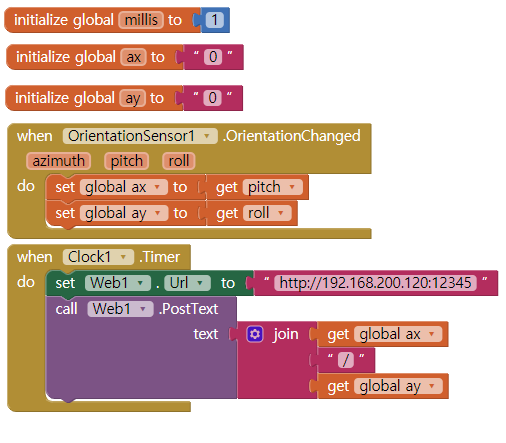 initialize global millis to 1
initialize global ax to " 0 "
initialize global ay to " 0 "
when OrientationSensor1 .OrientationChanged
azimuth pitch roll
do set global ax to get pitch
set global ay to get roll
when Clock1 .Timer
do set Web1 . Url to " http://192.168.200.120:12345 "
call Web1 .PostText
text join get global ax
" / "
get global ay